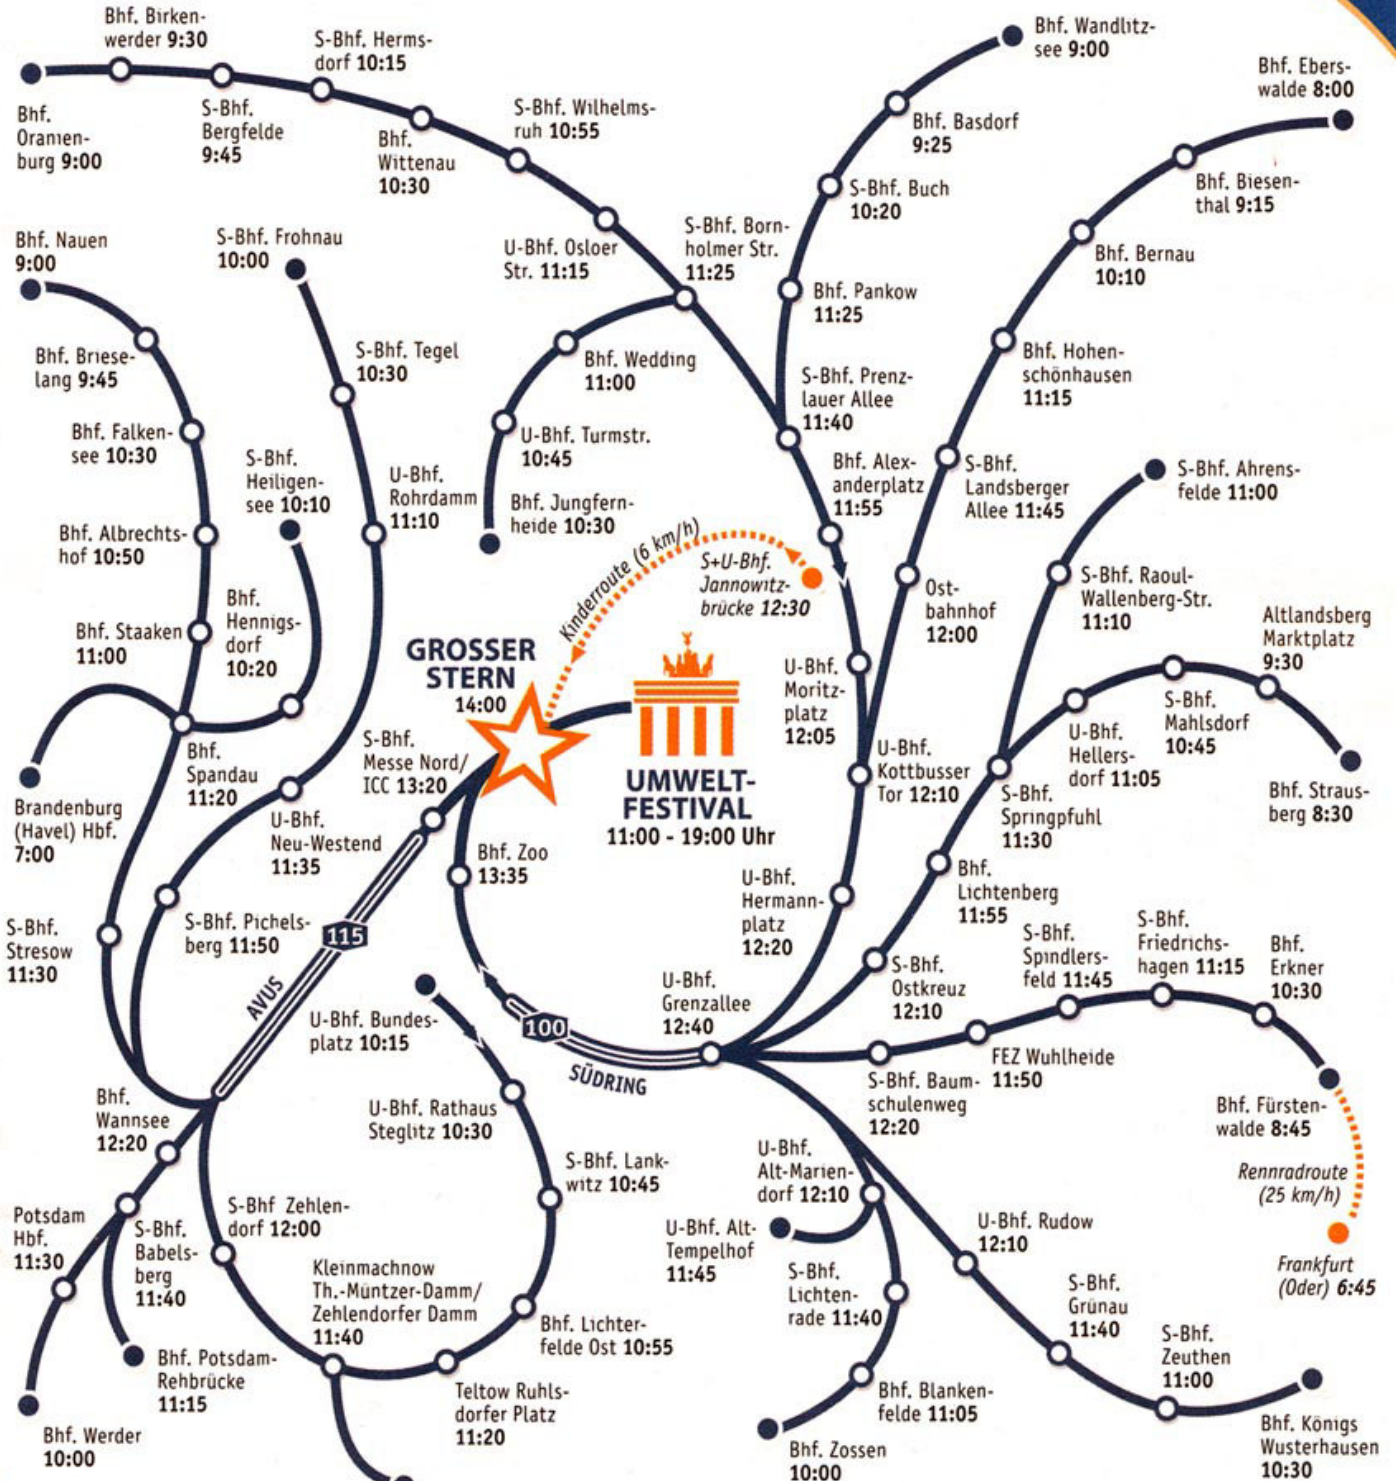 Bhf. Birken-
werder 9:30
S-Bhf. Herms-
dorf 10:15
Bhf.
Oranien-
burg 9:00
S-Bhf.
Bergfelde
9:45
Bhf.
Wittenau
10:30
S-Bhf. Wilhelms-
ruh 10:55
U-Bhf. Osloer
Str. 11:15
S-Bhf. Born-
holmer Str.
11:25
Bhf. Wandlitz-
see 9:00
Bhf. Basdorf
9:25
S-Bhf. Buch
10:20
Bhf. Pankow
11:25
S-Bhf. Prenz-
lauer Allee
11:40
Bhf. Ebers-
walde 8:00
Bhf. Biesen-
thal 9:15
Bhf. Bernau
10:10
Bhf. Hohen-
schönhausen
11:15
S-Bhf.
Landsberger
Allee 11:45
Bhf. Nauen
9:00
Bhf. Briese-
lang 9:45
Bhf. Falken-
see 10:30
Bhf. Albrechts-
hof 10:50
Bhf. Staaken
11:00
S-Bhf. Frohnau
10:00
S-Bhf. Tegel
10:30
U-Bhf.
Rohrdamm
11:10
S-Bhf.
Heiligen-
see 10:10
Bhf.
Hennigs-
dorf
10:20
Bhf. Wedding
11:00
U-Bhf. Turmstr.
10:45
Bhf. Jungfern-
heide 10:30
Bhf. Alex-
anderplatz
11:55
Ost-
bahnhof
12:00
S-Bhf. Ahrens-
felde 11:00
S-Bhf. Raoul-
Wallenberg-Str.
11:10
Altlandsberg
Marktplatz
9:30
S-Bhf.
Mahlsdorf
10:45
U-Bhf.
Hellers-
dorf 11:05
Bhf. Straus-
berg 8:30
Kinderroute (6 km/h)
S+U-Bhf.
Jannowitz-
brücke 12:30
GROSSER
STERN
14:00
UMWELT-
FESTIVAL
11:00 - 19:00 Uhr
U-Bhf.
Moritz-
platz
12:05
U-Bhf.
Kottbusser
Tor 12:10
S-Bhf.
Springpfuhl
11:30
Bhf.
Lichtenberg
11:55
Brandenburg
(Havel) Hbf.
7:00
Bhf.
Spandau
11:20
S-Bhf.
Messe Nord/
ICC 13:20
U-Bhf.
Neu-Westend
11:35
Bhf. Zoo
13:35
U-Bhf.
Hermann-
platz
12:20
S-Bhf.
Stresow
11:30
S-Bhf. Pichels-
berg 11:50
115
AVUS
U-Bhf. Bundes-
platz 10:15
100
SÜDRING
U-Bhf.
Grenzallee
12:40
S-Bhf.
Ostkreuz
12:10
S-Bhf.
Spindlers-
feld 11:45
S-Bhf.
Friedrichs-
hagen 11:15
Bhf.
Erkner
10:30
FEZ Wuhlheide
11:50
S-Bhf. Baum-
schulenweg
12:20
Bhf. Fürsten-
walde 8:45
Rennradroute
(25 km/h)
Frankfurt
(Oder) 6:45
Bhf.
Wannsee
12:20
U-Bhf. Rathaus
Steglitz 10:30
S-Bhf. Lank-
witz 10:45
U-Bhf.
Alt-Marien-
dorf 12:10
U-Bhf. Alt-
Tempelhof
11:45
U-Bhf. Rudow
12:10
Potsdam
Hbf.
11:30
S-Bhf.
Babels-
berg
11:40
S-Bhf Zehlen-
dorf 12:00
Kleinmachnow
Th.-Müntzer-Damm/
Zehlendorfer Damm
11:40
Bhf. Lichter-
felde Ost 10:55
S-Bhf.
Lichten-
rade 11:40
S-Bhf.
Grünau
11:40
S-Bhf.
Zeuthen
11:00
Bhf. Potsdam-
Rehbrücke
11:15
Teltow Ruhls-
dorfer Platz
11:20
Bhf. Blanken-
felde 11:05
Bhf. Werder
10:00
Bhf. Zossen
10:00
Bhf. Königs
Wusterhausen
10:30